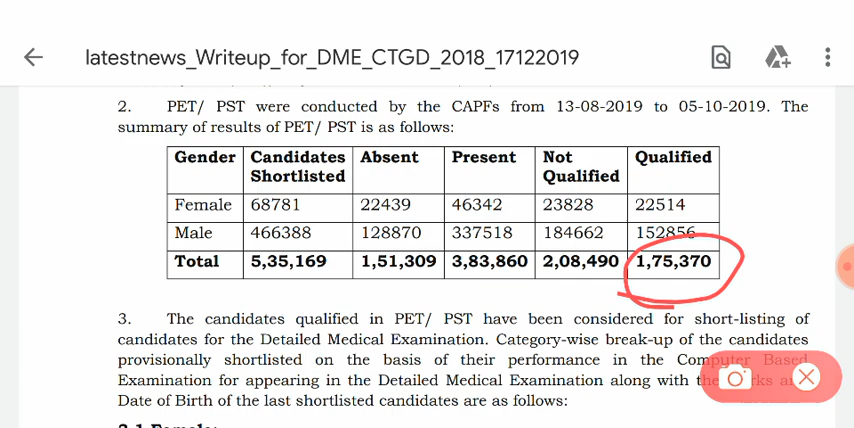 latestnews_Writeup_for_DME_CTGD_2018_17122019
2. PET/ PST were conducted by the CAPFs from 13-08-2019 to 05-10-2019. The
summary of results of PET/ PST is as follows:
Gender Candidates Shortlisted Absent Present Not Qualified Qualified
Female 68781 22439 46342 23828 22514
Male 466388 128870 337518 184662 152856
Total 5,35,169 1,51,309 3,83,860 2,08,490 1,75,370
3. The candidates qualified in PET/ PST have been considered for short-listing of
candidates for the Detailed Medical Examination. Category-wise break-up of the candidates
provisionally shortlisted on the basis of their performance in the Computer Based
Examination for appearing in the Detailed Medical Examination along with the
Date of Birth of the last shortlisted candidates are as follows: